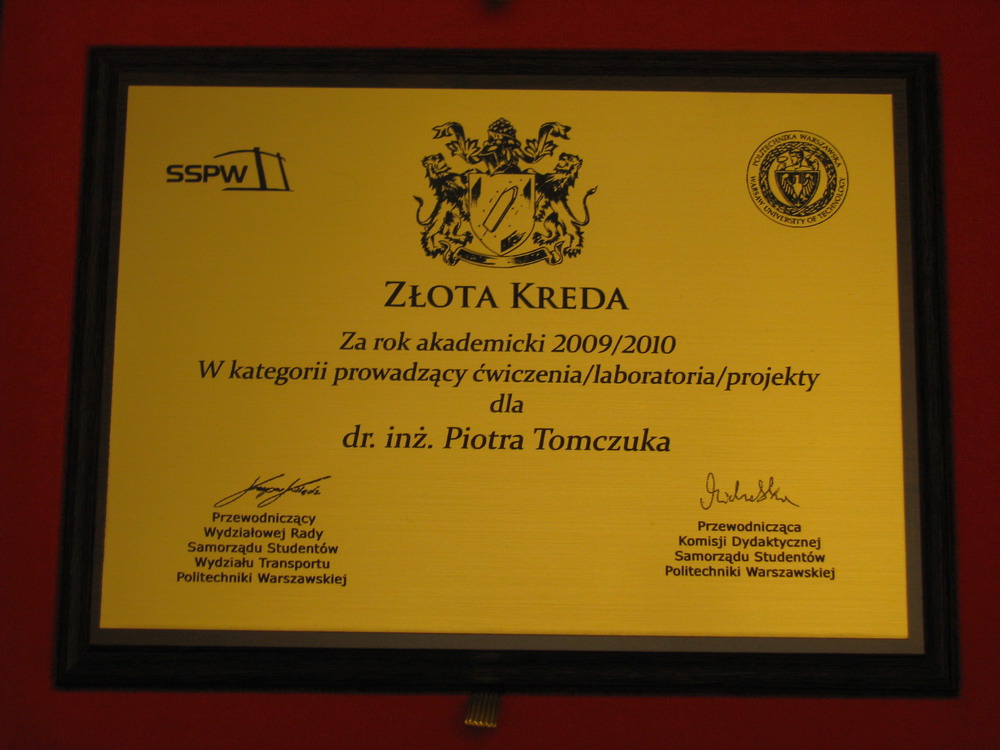 SSPW
POLITECHNIKA WARSZAWSKA
WARSAW UNIVERSITY OF TECHNOLOGY
ZŁOTA KREDA
Za rok akademicki 2009/2010
W kategorii prowadzący ćwiczenia/laboratoria/projekty
dla
dr. inż. Piotra Tomczuka
Przewodniczący
Wydziałowej Rady
Samorządu Studentów
Wydziału Transportu
Politechniki Warszawskiej
Przewodnicząca
Komisji Dydaktycznej
Samorządu Studentów
Politechniki Warszawskiej